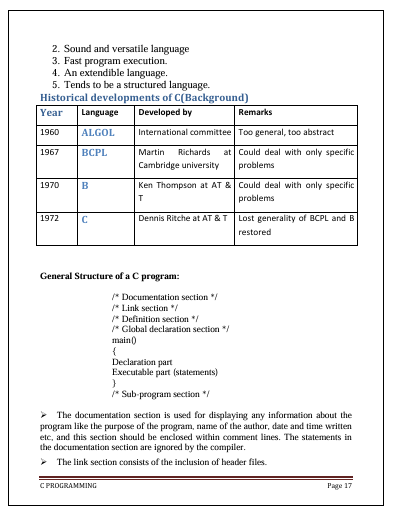 2. Sound and versatile language
3. Fast program execution.
4. An extendible language.
5. Tends to be a structured language.
Historical developments of C(Background)
Year Language Developed by Remarks
1960 ALGOL International committee Too general, too abstract
1967 BCPL Martin Richards at Could deal with only specific
Cambridge university problems
1970 B Ken Thompson at AT & Could deal with only specific
T problems
1972 C Dennis Ritche at AT & T Lost generality of BCPL and B
restored
General Structure of a C program:
/* Documentation section */
/* Link section */
/* Definition section */
/* Global declaration section */
main()
{
Declaration part
Executable part (statements)
}
/* Sub-program section */
➢ The documentation section is used for displaying any information about the
program like the purpose of the program, name of the author, date and time written
etc, and this section should be enclosed within comment lines. The statements in
the documentation section are ignored by the compiler.
➢ The link section consists of the inclusion of header files.
C PROGRAMMING Page 17